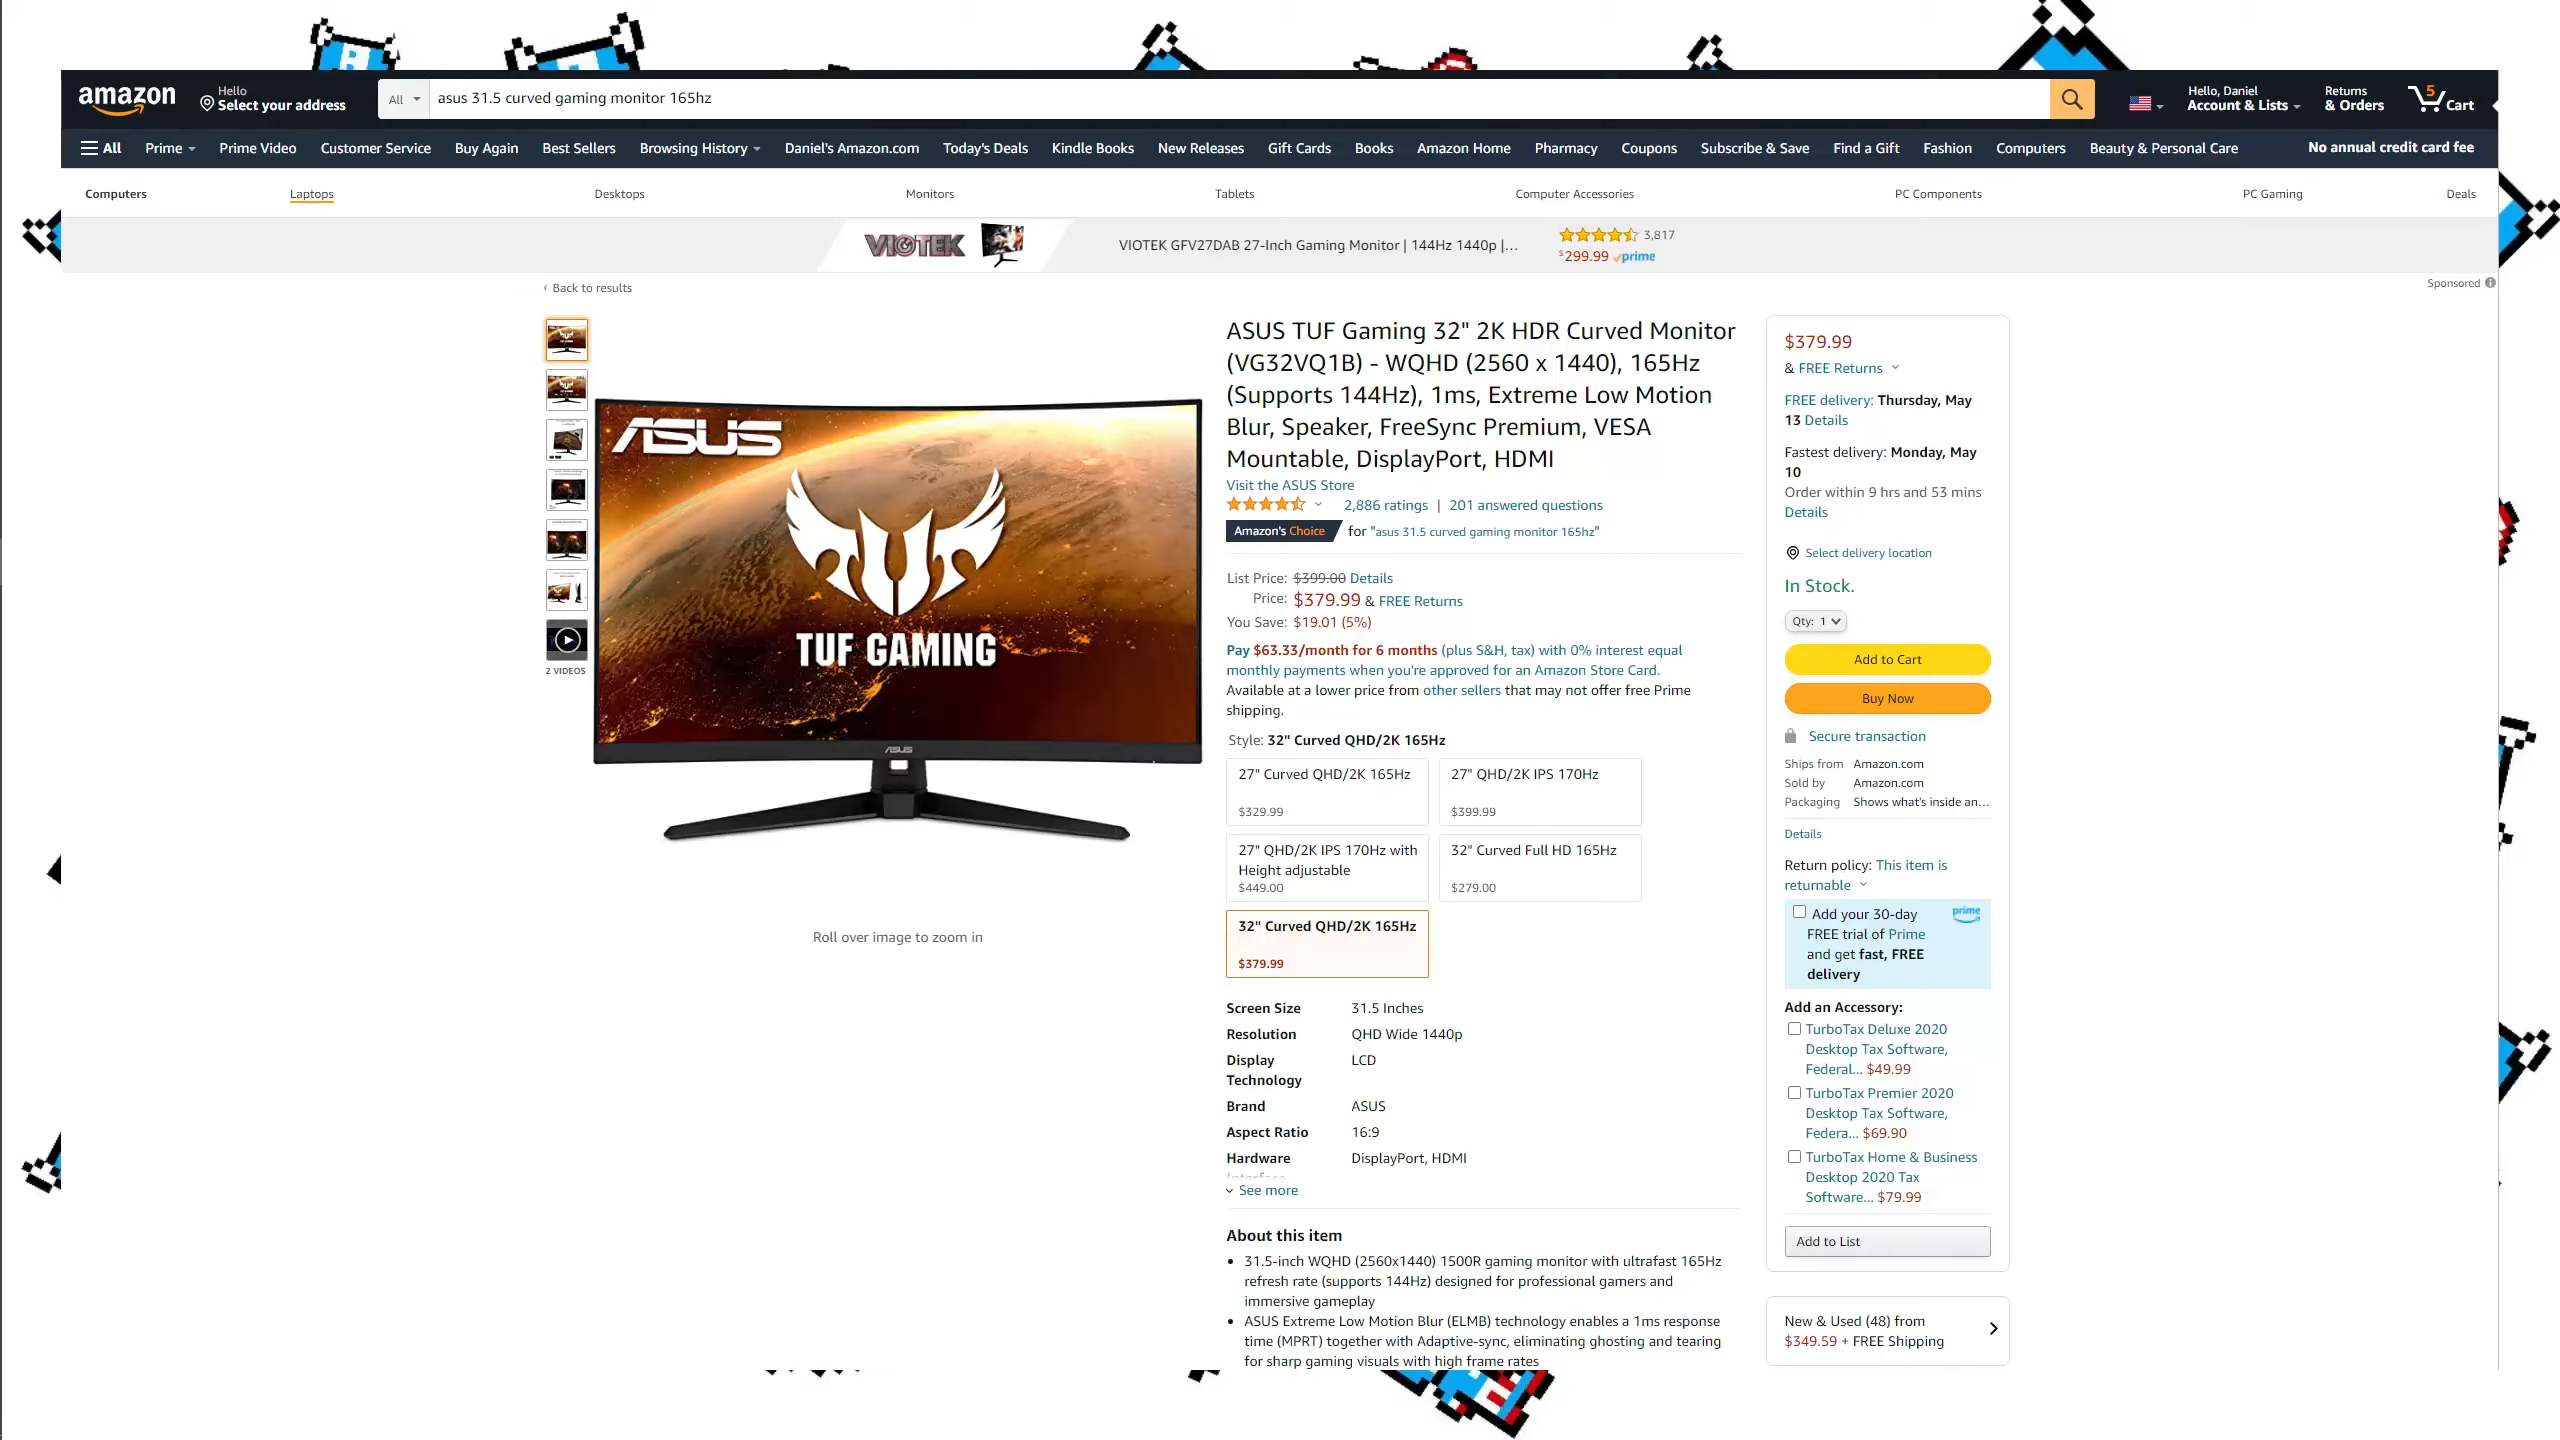 amazon
Hello
Select your address
All
asus 31.5 curved gaming monitor 165hz
Hello, Daniel
Account & Lists
Returns
& Orders
5
Cart
All
Prime
Prime Video
Customer Service
Buy Again
Best Sellers
Browsing History
Daniel's Amazon.com
Today's Deals
Kindle Books
New Releases
Gift Cards
Books
Amazon Home
Pharmacy
Coupons
Subscribe & Save
Find a Gift
Fashion
Computers
Beauty & Personal Care
No annual credit card fee
Computers
Laptops
Desktops
Monitors
Tablets
Computer Accessories
PC Components
PC Gaming
Deals
VIOTEK
VIOTEK GFV27DAB 27-Inch Gaming Monitor | 144Hz 1440p |...
3,817
$299.99 prime
Sponsored
‹ Back to results
2 VIDEOS
ASUS
TUF GAMING
ASUS
Roll over image to zoom in
ASUS TUF Gaming 32" 2K HDR Curved Monitor
(VG32VQ1B) - WQHD (2560 x 1440), 165Hz
(Supports 144Hz), 1ms, Extreme Low Motion
Blur, Speaker, FreeSync Premium, VESA
Mountable, DisplayPort, HDMI
Visit the ASUS Store
2,886 ratings | 201 answered questions
Amazon's Choice for "asus 31.5 curved gaming monitor 165hz"
List Price: $399.00 Details
Price: $379.99 & FREE Returns
You Save: $19.01 (5%)
Pay $63.33/month for 6 months (plus S&H, tax) with 0% interest equal
monthly payments when you're approved for an Amazon Store Card.
Available at a lower price from other sellers that may not offer free Prime
shipping.
Style: 32" Curved QHD/2K 165Hz
27" Curved QHD/2K 165Hz
$329.99
27" QHD/2K IPS 170Hz
$399.99
27" QHD/2K IPS 170Hz with
Height adjustable
$449.00
32" Curved Full HD 165Hz
$279.00
32" Curved QHD/2K 165Hz
$379.99
Screen Size 31.5 Inches
Resolution QHD Wide 1440p
Display LCD
Technology
Brand ASUS
Aspect Ratio 16:9
Hardware DisplayPort, HDMI
See more
About this item
• 31.5-inch WQHD (2560x1440) 1500R gaming monitor with ultrafast 165Hz
refresh rate (supports 144Hz) designed for professional gamers and
immersive gameplay
• ASUS Extreme Low Motion Blur (ELMB) technology enables a 1ms response
time (MPRT) together with Adaptive-sync, eliminating ghosting and tearing
for sharp gaming visuals with high frame rates
$379.99
& FREE Returns
FREE delivery: Thursday, May
13 Details
Fastest delivery: Monday, May
10
Order within 9 hrs and 53 mins
Details
Select delivery location
In Stock.
Qty: 1
Add to Cart
Buy Now
Secure transaction
Ships from Amazon.com
Sold by Amazon.com
Packaging Shows what's inside an...
Details
Return policy: This item is
returnable
Add your 30-day
FREE trial of Prime
and get fast, FREE
delivery
prime
Add an Accessory:
TurboTax Deluxe 2020
Desktop Tax Software,
Federal... $49.99
TurboTax Premier 2020
Desktop Tax Software,
Federa... $69.90
TurboTax Home & Business
Desktop 2020 Tax
Software... $79.99
Add to List
New & Used (48) from
$349.59 + FREE Shipping